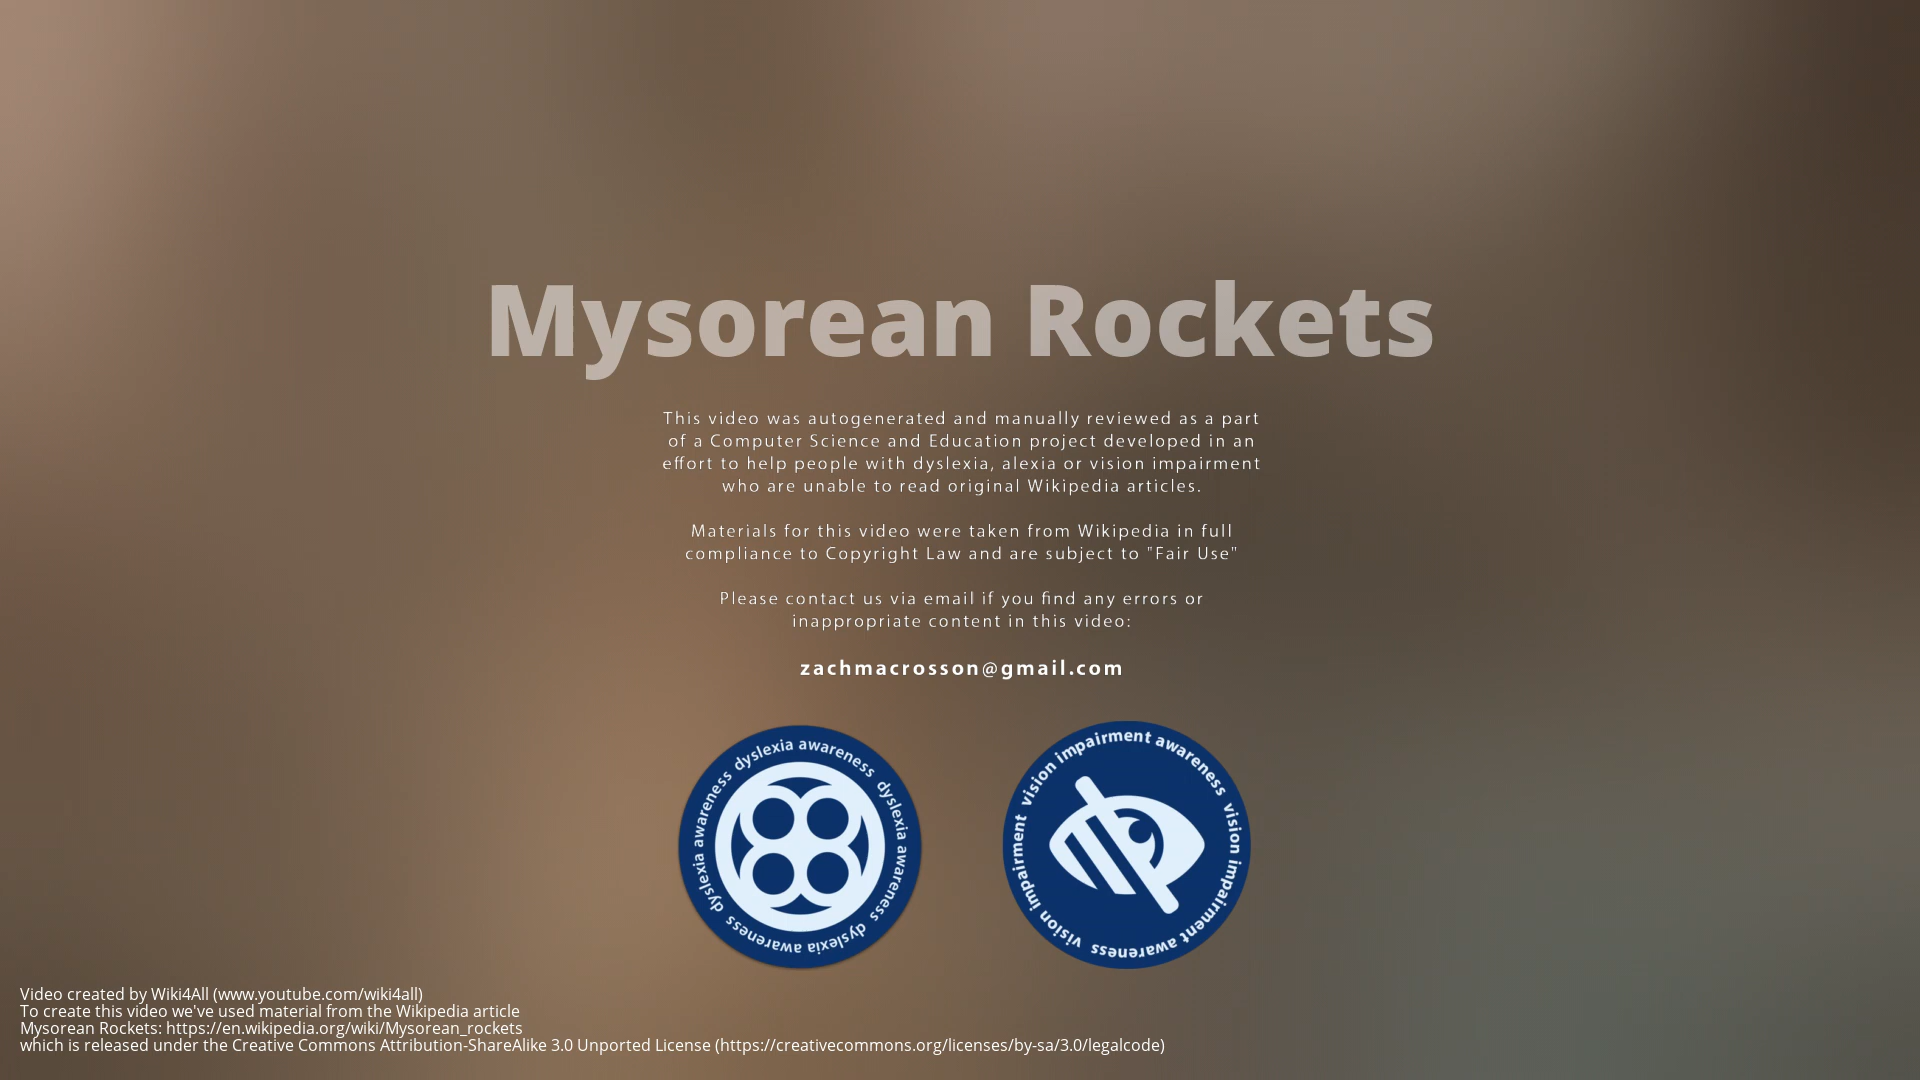 Mysorean Rockets
This video was autogenerated and manually reviewed as a part
of a Computer Science and Education project developed in an
effort to help people with dyslexia, alexia or vision impairment
who are unable to read original Wikipedia articles.
Materials for this video were taken from Wikipedia in full
compliance to Copyright Law and are subject to "Fair Use"
Please contact us via email if you find any errors or
inappropriate content in this video:
zachmacrosson@gmail.com
dyslexia awareness dyslexia awareness dyslexia awareness dyslexia awareness
vision impairment awareness vision impairment awareness vision impairment
Video created by Wiki4All (www.youtube.com/wiki4all)
To create this video we've used material from the Wikipedia article
Mysorean Rockets: https://en.wikipedia.org/wiki/Mysorean_rockets
which is released under the Creative Commons Attribution-ShareAlike 3.0 Unported License (https://creativecommons.org/licenses/by-sa/3.0/legalcode)